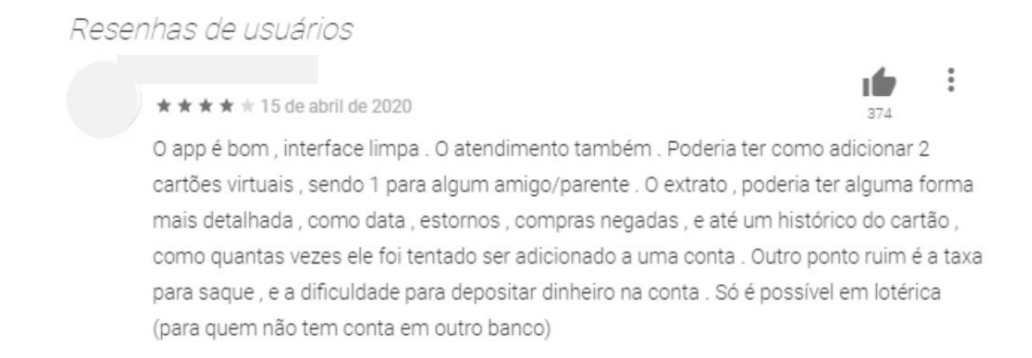 Resenhas de usuários
15 de abril de 2020
374
O app é bom , interface limpa . O atendimento também . Poderia ter como adicionar 2
cartões virtuais , sendo 1 para algum amigo/parente . O extrato , poderia ter alguma forma
mais detalhada , como data , estornos , compras negadas , e até um histórico do cartão ,
como quantas vezes ele foi tentado ser adicionado a uma conta . Outro ponto ruim é a taxa
para saque , e a dificuldade para depositar dinheiro na conta . Só é possível em lotérica
(para quem não tem conta em outro banco)